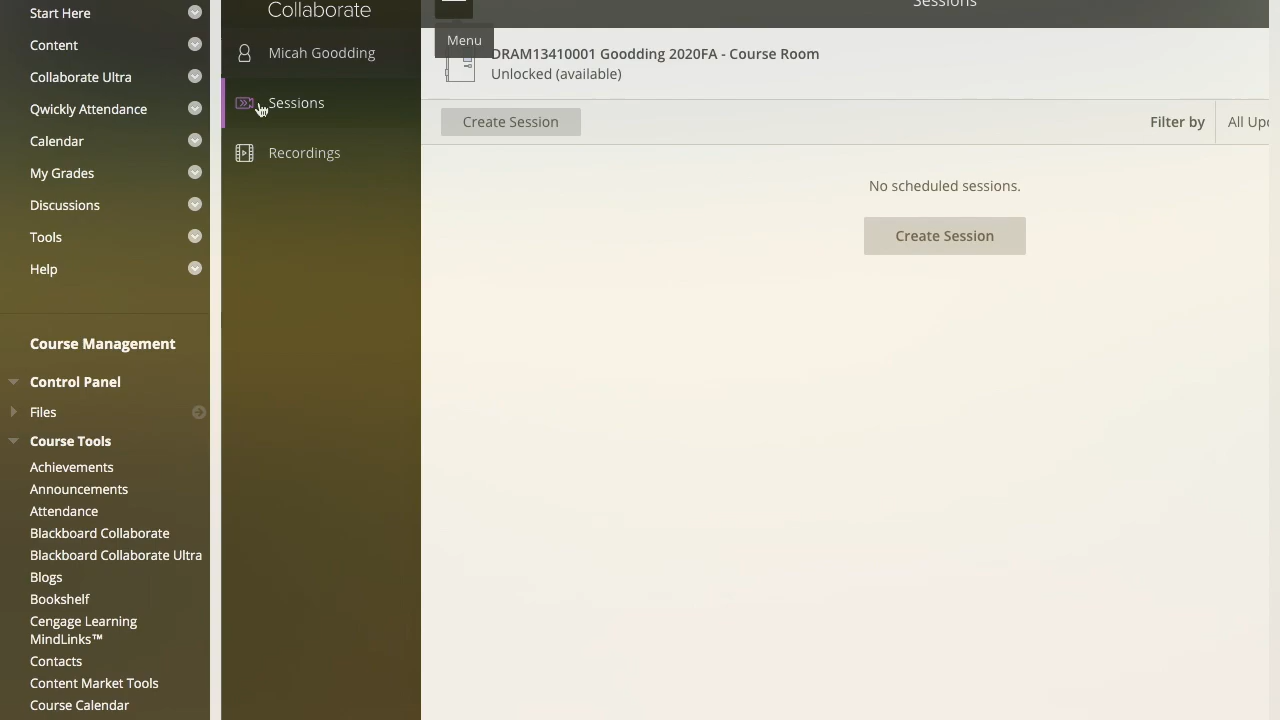 Start Here
Content
Collaborate Ultra
Qwickly Attendance
Calendar
My Grades
Discussions
Tools
Help
Course Management
Control Panel
Files
Course Tools
Achievements
Announcements
Attendance
Blackboard Collaborate
Blackboard Collaborate Ultra
Blogs
Bookshelf
Cengage Learning
MindLinks™
Contacts
Content Market Tools
Course Calendar
Collaborate
Micah Goodding
Sessions
Recordings
Sessions
Menu
DRAM13410001 Goodding 2020FA - Course Room
Unlocked (available)
Create Session
Filter by
All Upc
No scheduled sessions.
Create Session